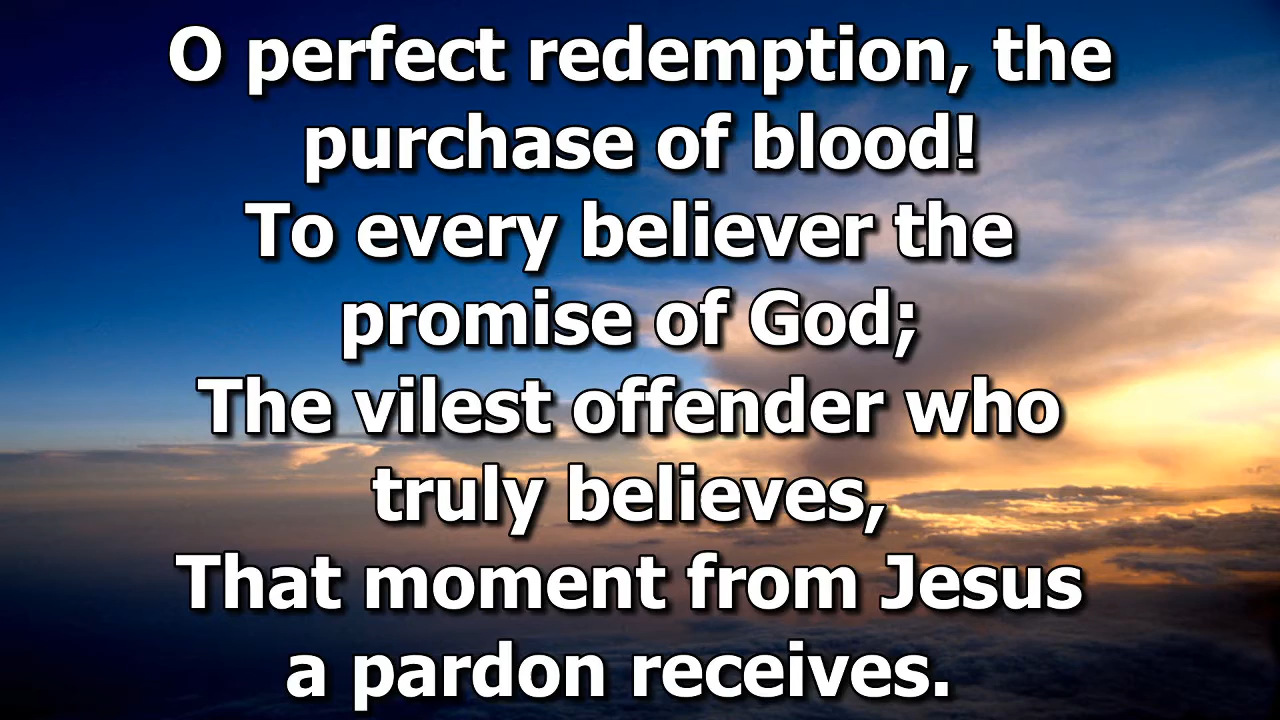 O perfect redemption, the
purchase of blood!
To every believer the
promise of God;
The vilest offender who
truly believes,
That moment from Jesus
a pardon receives.